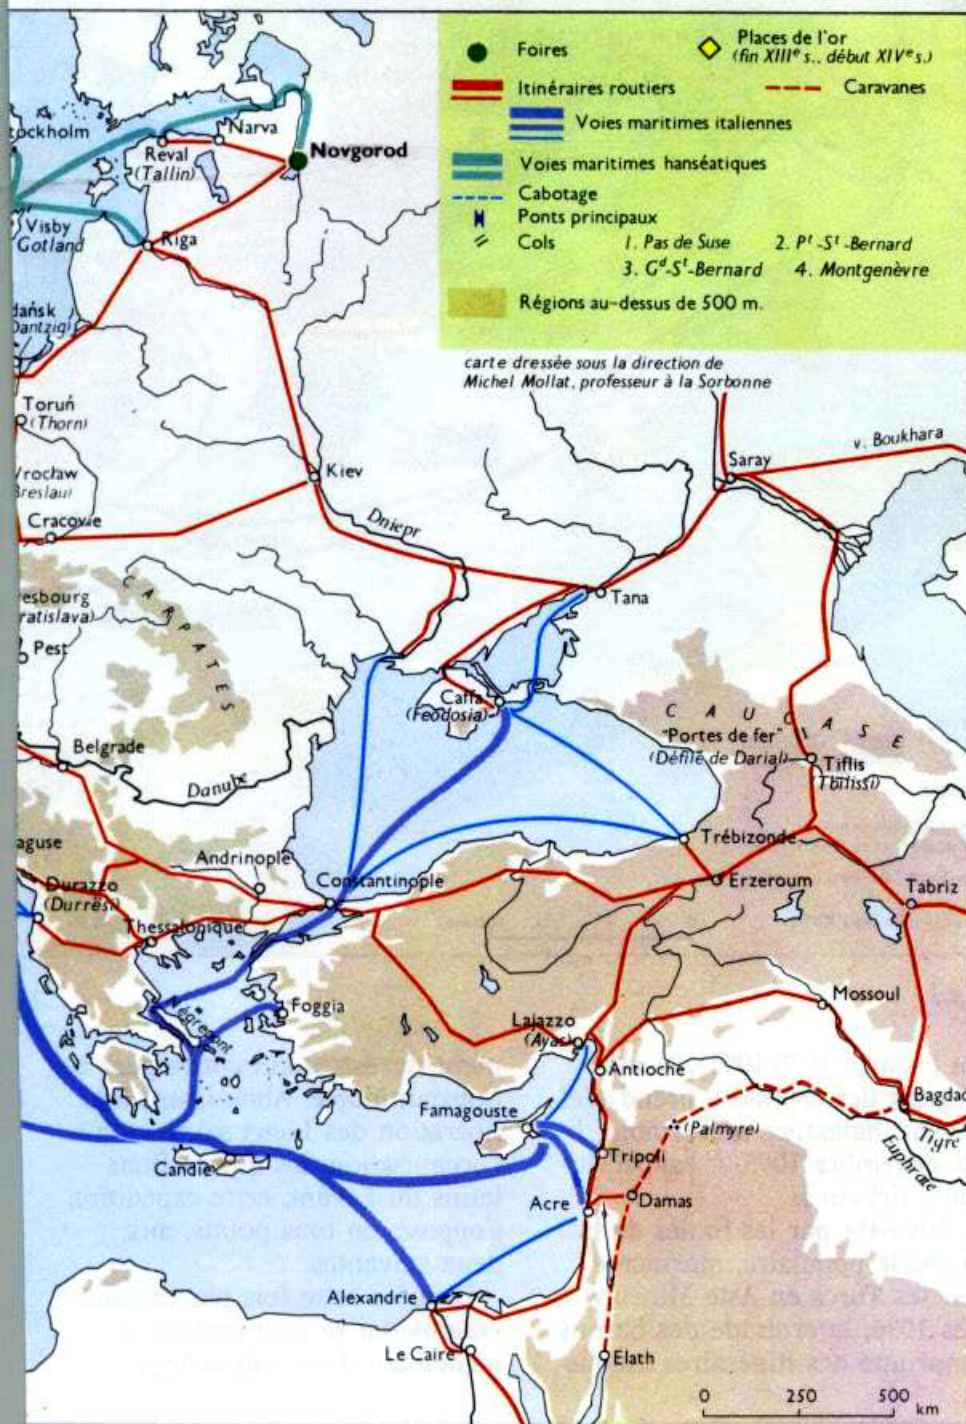 Foires
Places de l'or
(fin XIIIe s., début XIVe s.)
Itinéraires routiers
Caravanes
Voies maritimes italiennes
Voies maritimes hanséatiques
Cabotage
Ponts principaux
Cols
1. Pas de Suse
2. Pt-St-Bernard
3. Gd-St-Bernard
4. Montgenèvre
Régions au-dessus de 500 m.
carte dressée sous la direction de
Michel Mollat, professeur à la Sorbonne
tockholm
Narva
Reval
(Tallin)
Novgorod
Visby
Gotland
Riga
dańsk
Dantzig)
Toruń
(Thorn)
Wrocław
Breslau)
Kiev
Cracovie
Dniepr
v. Boukhara
Saray
Tana
CARPATES
resbourg
ratislava)
Pest
Caffa
(Feodosia)
CAUCASE
"Portes de fer"
(Défilé de Darial)
Tiflis
(Tbilissi)
Belgrade
Danube
aguse
Andrinople
Trébizonde
Durazzo
(Durrës)
Constantinople
Erzeroum
Tabriz
Thessalonique
Négrepont
Foggia
Lajazzo
(Ayas)
Mossoul
Antioche
Bagdad
Famagouste
(Palmyre)
Tigre
Euphrate
Candie
Tripoli
Acre
Damas
Alexandrie
Le Caire
Elath
0 250 500
km